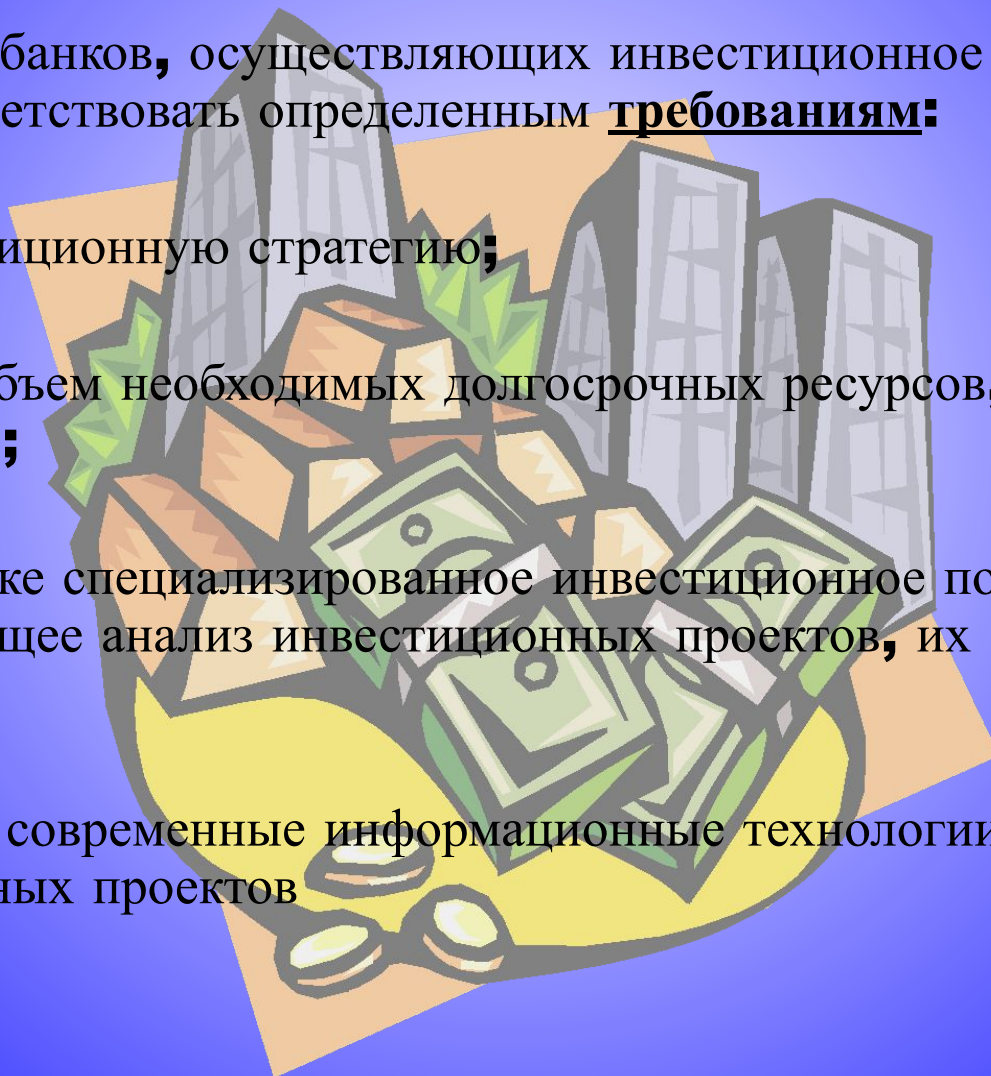 банков, осуществляющих инвестиционное
етствовать определенным требованиям:
иционную стратегию;
бъем необходимых долгосрочных ресурсов,
;
ке специализированное инвестиционное по
щее анализ инвестиционных проектов, их
современные информационные технологии
ных проектов